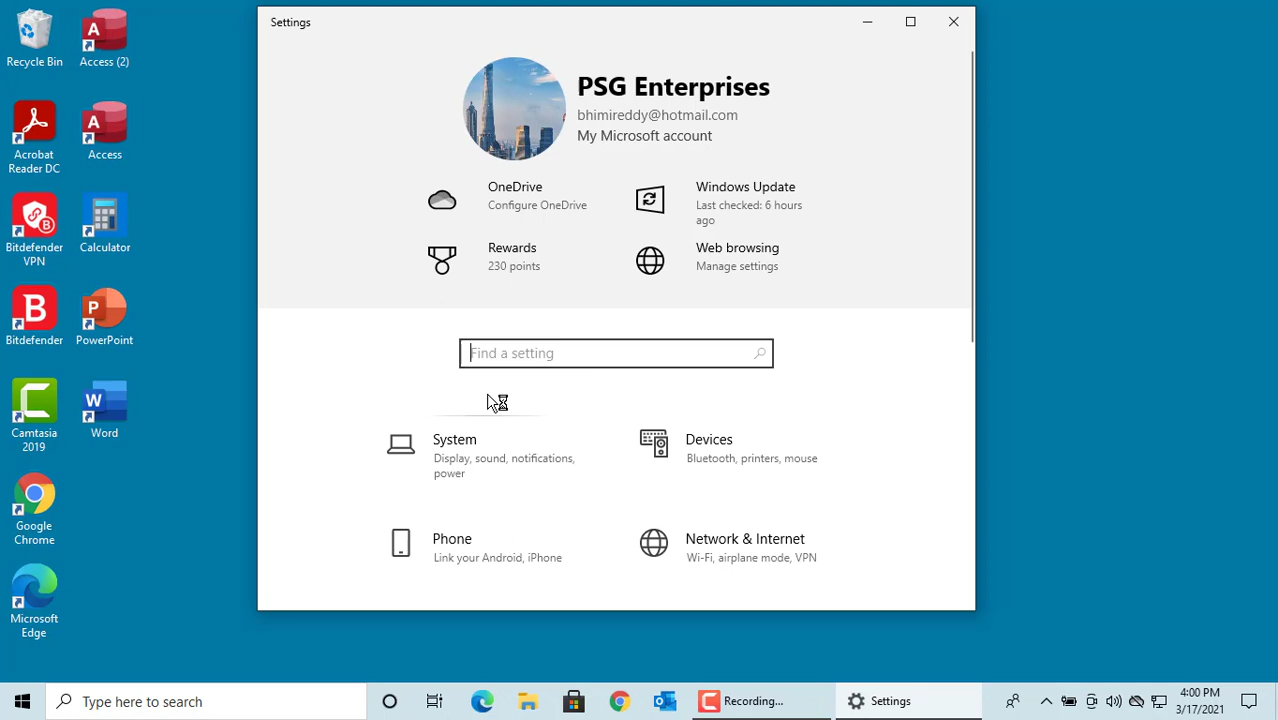 Recycle Bin
Access (2)
Acrobat
Reader DC
Access
Bitdefender
VPN
Calculator
Bitdefender
PowerPoint
Camtasia
2019
Word
Google
Chrome
Microsoft
Edge
Settings
PSG Enterprises
bhimireddy@hotmail.com
My Microsoft account
OneDrive
Configure OneDrive
Windows Update
Last checked: 6 hours
ago
Rewards
230 points
Web browsing
Manage settings
Find a setting
System
Display, sound, notifications,
power
Devices
Bluetooth, printers, mouse
Phone
Link your Android, iPhone
Network & Internet
Wi-Fi, airplane mode, VPN
Type here to search
Recording...
Settings
4:00 PM
3/17/2021